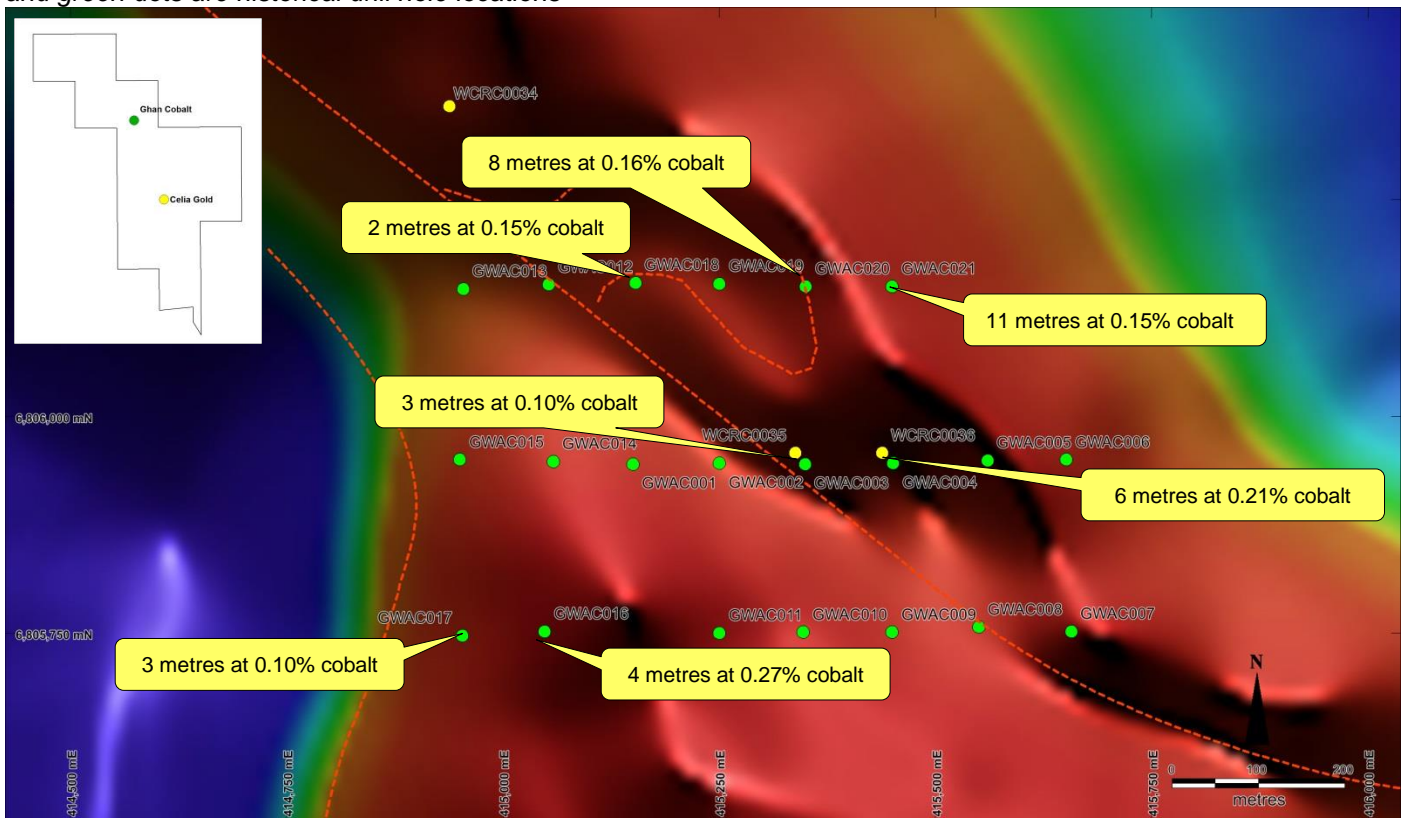 and green dots are historical drill hole locations
Ghan Cobalt
Celia Gold
WCRC0034
8 metres at 0.16% cobalt
2 metres at 0.15% cobalt
GWAC013 GWAC012 GWAC018 GWAC019 GWAC020 GWAC021
11 metres at 0.15% cobalt
3 metres at 0.10% cobalt
6,806,000 mN
WCRC0035 WCRC0036
GWAC015 GWAC014 GWAC005 GWAC006
GWAC001 GWAC002 GWAC003 GWAC004
6 metres at 0.21% cobalt
GWAC017 GWAC016 GWAC011 GWAC010 GWAC009 GWAC008 GWAC007
6,805,750 mN
3 metres at 0.10% cobalt
4 metres at 0.27% cobalt
N
0 100 200
metres
414,500 mE
414,750 mE
415,000 mE
415,250 mE
415,500 mE
415,750 mE
416,000 mE